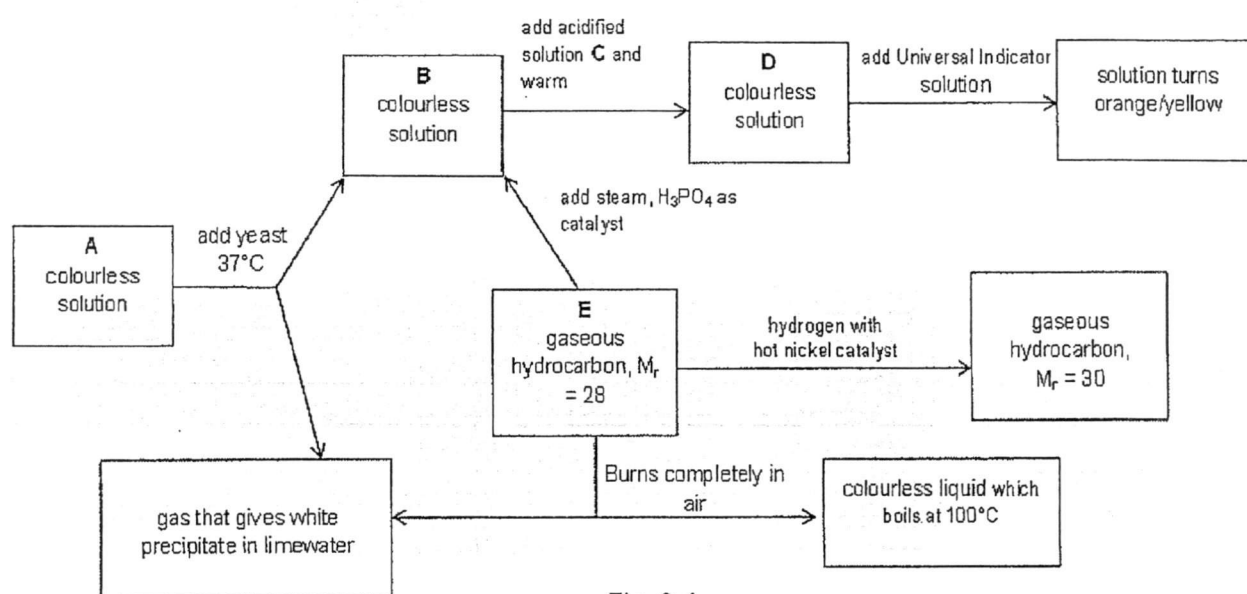 add acidified
solution C and
warm
B
colourless
solution
D
colourless
solution
add Universal Indicator
solution
solution turns
orange/yellow
add steam, H₃PO₄ as
catalyst
A
colourless
solution
add yeast
37°C
E
gaseous
hydrocarbon, Mᵣ
= 28
hydrogen with
hot nickel catalyst
gaseous
hydrocarbon,
Mᵣ = 30
Burns completely in
air
gas that gives white
precipitate in limewater
colourless liquid which
boils at 100°C